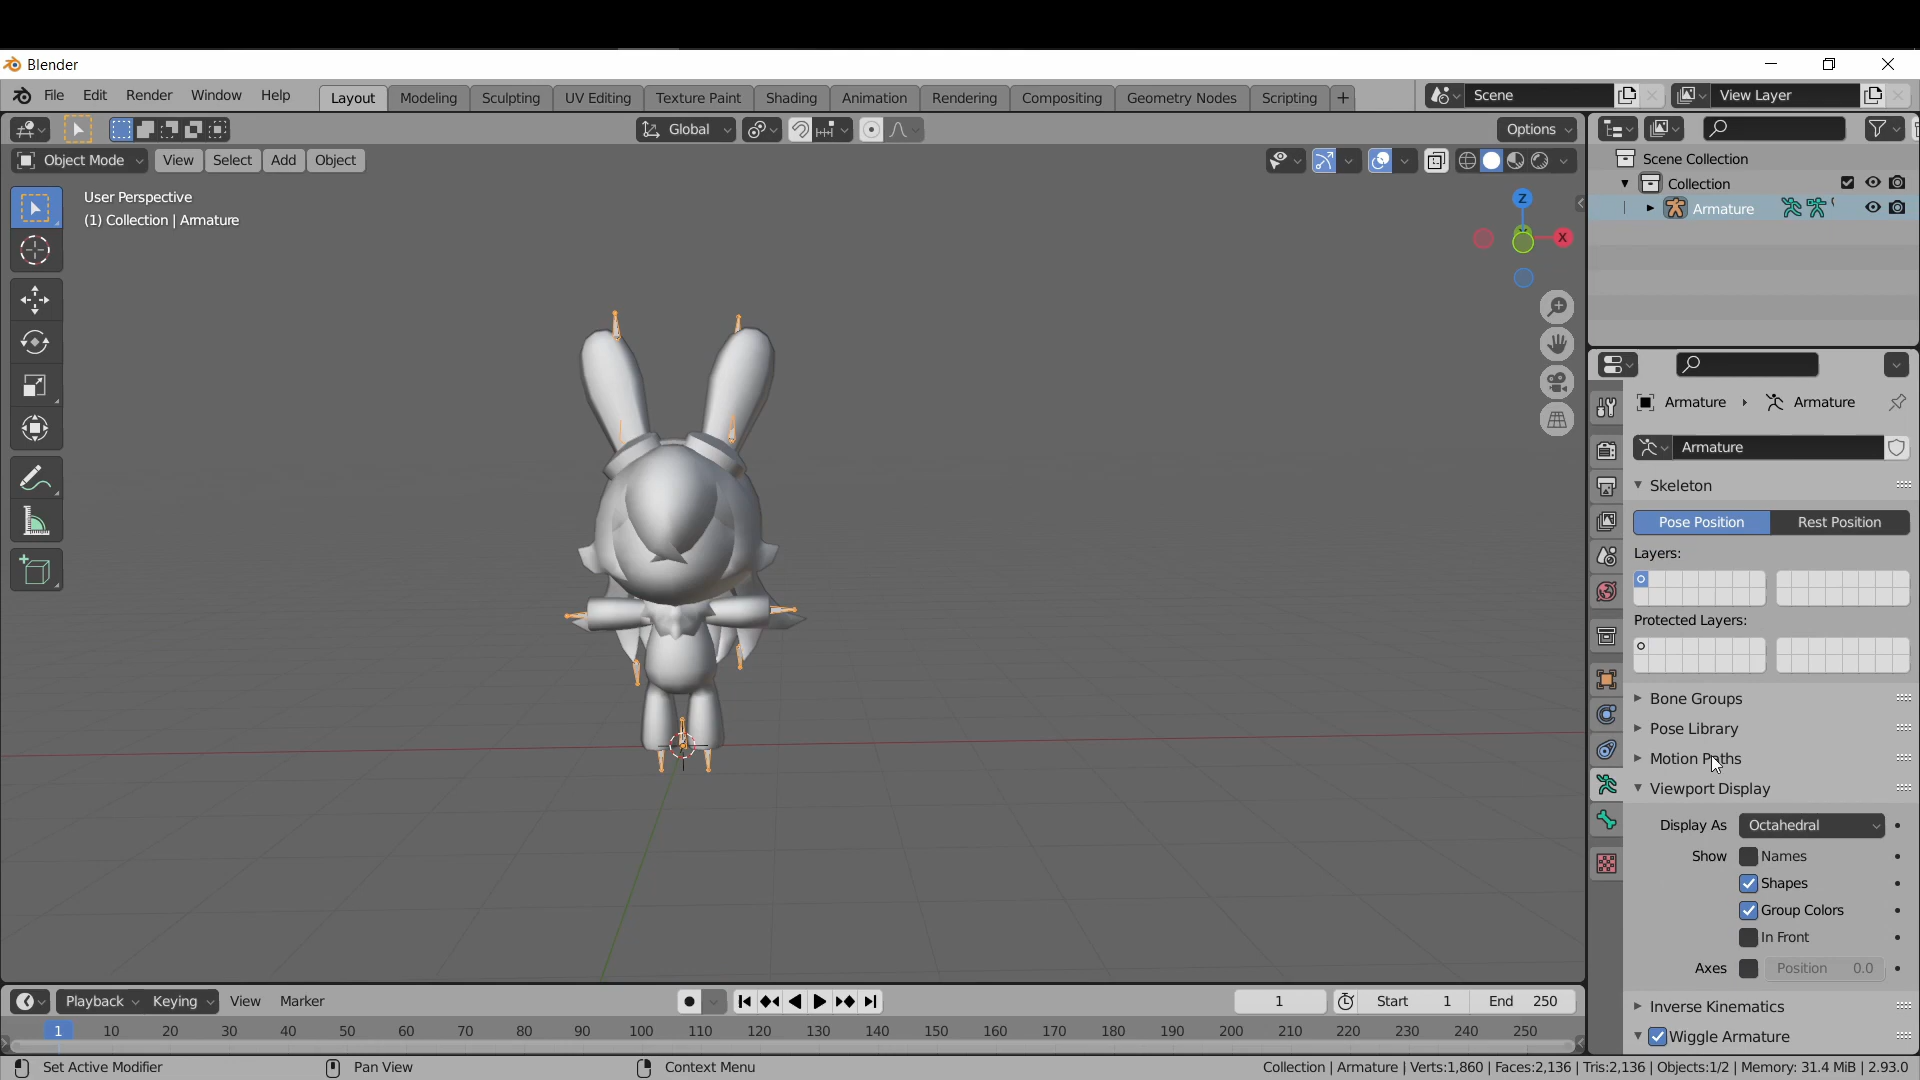 Blender
File Edit Render Window Help Layout Modeling Sculpting UV Editing Texture Paint Shading Animation Rendering Compositing Geometry Nodes Scripting + Scene View Layer
Global Options
Object Mode View Select Add Object
User Perspective
(1) Collection | Armature
Z
X
Scene Collection
Collection
Armature
Armature Armature
Armature
Skeleton
Pose Position Rest Position
Layers:
Protected Layers:
Bone Groups
Pose Library
Motion Paths
Viewport Display
Display As Octahedral
Show Names
Shapes
Group Colors
In Front
Axes Position 0.0
Inverse Kinematics
Wiggle Armature
Playback Keying View Marker 1 Start 1 End 250
1 10 20 30 40 50 60 70 80 90 100 110 120 130 140 150 160 170 180 190 200 210 220 230 240 250
Set Active Modifier Pan View Context Menu Collection | Armature | Verts:1,860 | Faces:2,136 | Tris:2,136 | Objects:1/2 | Memory: 31.4 MiB | 2.93.0